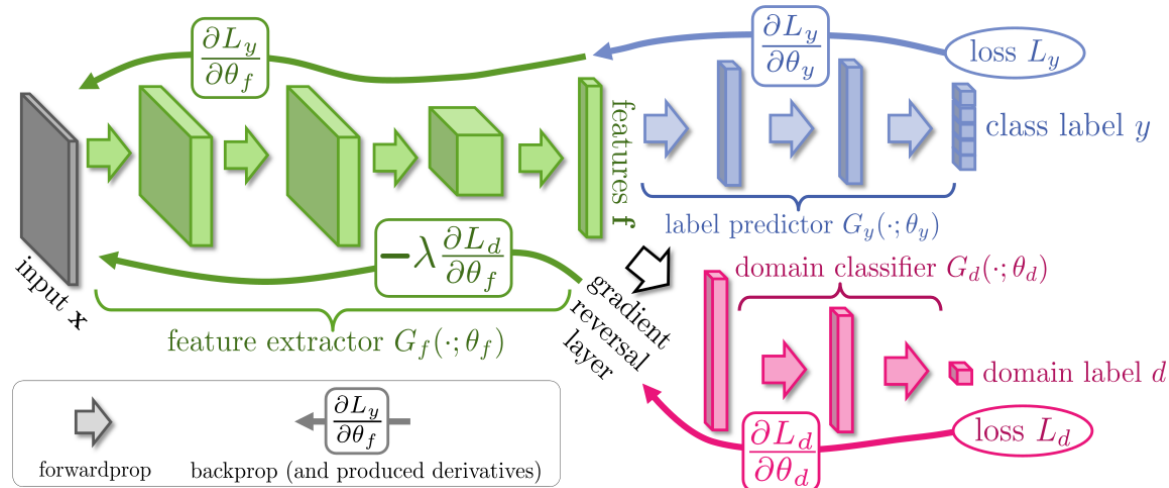 ∂L_y/∂θ_f
∂L_y/∂θ_y
loss L_y
features f
class label y
label predictor G_y(·; θ_y)
input x
−λ ∂L_d/∂θ_f
feature extractor G_f(·; θ_f)
gradient
reversal
layer
domain classifier G_d(·; θ_d)
domain label d
∂L_d/∂θ_d
loss L_d
forwardprop
∂L_y/∂θ_f
backprop (and produced derivatives)